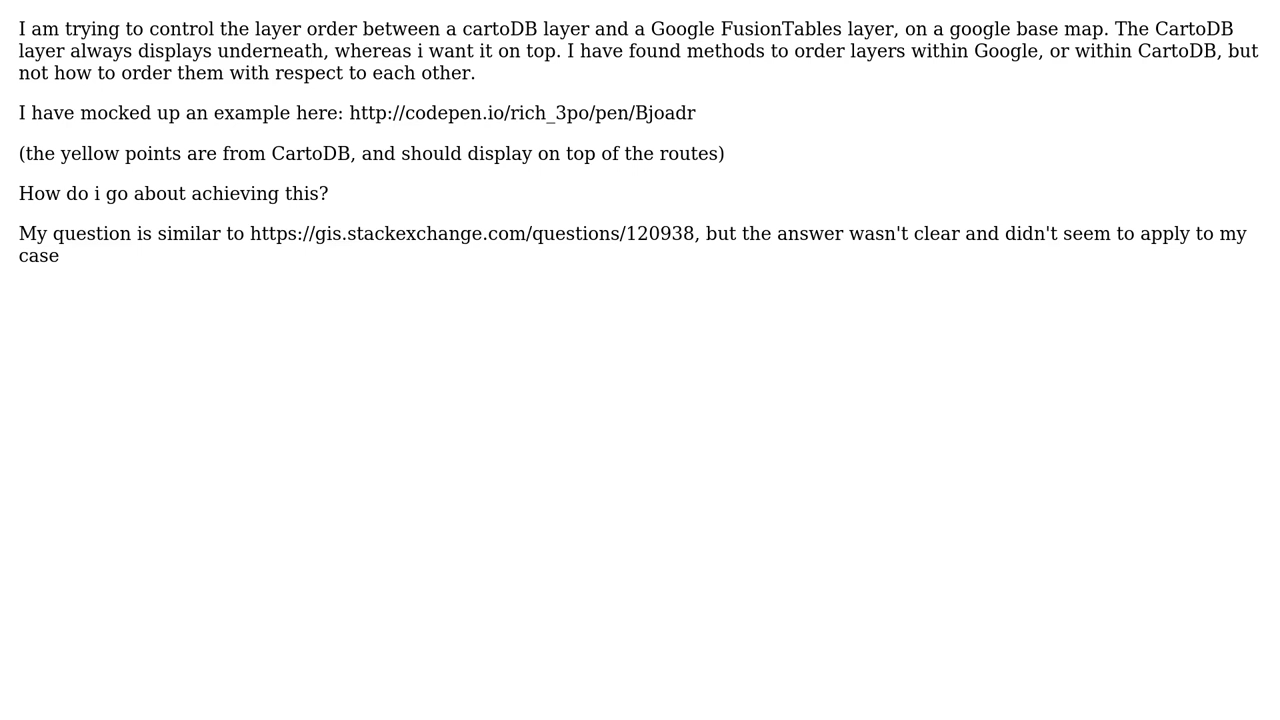 I am trying to control the layer order between a cartoDB layer and a Google FusionTables layer, on a google base map. The CartoDB
layer always displays underneath, whereas i want it on top. I have found methods to order layers within Google, or within CartoDB, but
not how to order them with respect to each other.
I have mocked up an example here: http://codepen.io/rich_3po/pen/Bjoadr
(the yellow points are from CartoDB, and should display on top of the routes)
How do i go about achieving this?
My question is similar to https://gis.stackexchange.com/questions/120938, but the answer wasn't clear and didn't seem to apply to my
case